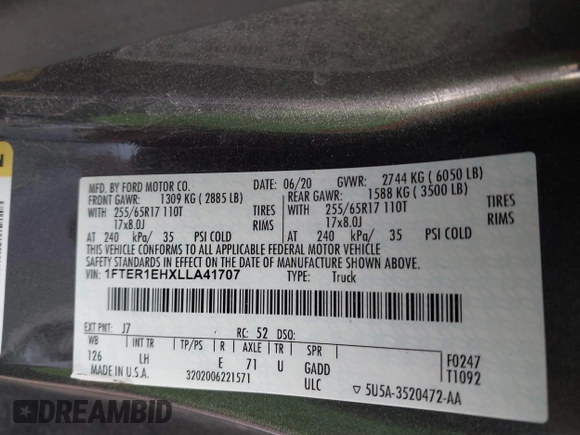 MFD. BY FORD MOTOR CO. DATE: 06/20 GVWR: 2744 KG ( 6050 LB)
FRONT GAWR: 1309 KG ( 2885 LB) REAR GAWR: 1588 KG ( 3500 LB)
WITH 255/65R17 110T TIRES WITH 255/65R17 110T TIRES
17x8.0J RIMS 17x8.0J RIMS
AT 240 kPa/ 35 PSI COLD AT 240 kPa/ 35 PSI COLD
THIS VEHICLE CONFORMS TO ALL APPLICABLE FEDERAL MOTOR VEHICLE
SAFETY STANDARDS IN EFFECT ON THE DATE OF MANUFACTURE SHOWN ABOVE.
VIN: 1FTER1EHXLLA41707 TYPE: Truck
EXT PNT: J7 RC: 52 DSO:
WB INT TR TP/PS R AXLE TR SPR F0247
126 LH E 71 U GADD T1092
MADE IN U.S.A. 3202006221571 ULC ▽ 5U5A-3520472-AA
DREAMBID